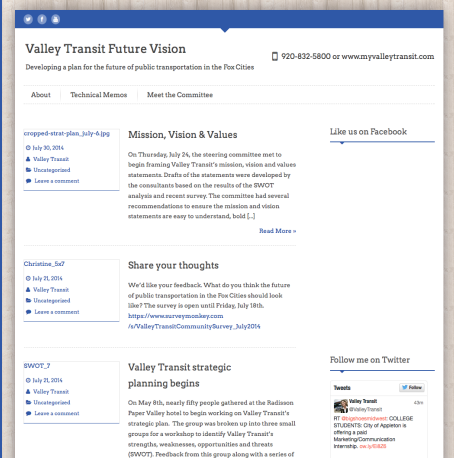 Valley Transit Future Vision
920-832-5800 or www.myvalleytransit.com
Developing a plan for the future of public transportation in the Fox Cities
About
Technical Memos
Meet the Committee
cropped-strat-plan_july-6.jpg
July 30, 2014
Valley Transit
Uncategorized
Leave a comment
Mission, Vision & Values
On Thursday, July 24, the steering committee met to
begin framing Valley Transit's mission, vision and values
statements. Drafts of the statements were developed by
the consultants based on the results of the SWOT
analysis and recent survey. The committee had several
recommendations to ensure the mission and vision
statements are easy to understand, bold [...]
Read More »
Like us on Facebook
Christine_5x7
July 21, 2014
Valley Transit
Uncategorized
Leave a comment
Share your thoughts
We'd like your feedback. What do you think the future
of public transportation in the Fox Cities should look
like? The survey is open until Friday, July 18th.
https://www.surveymonkey.com
/s/ValleyTransitCommunitySurvey_July2014
SWOT_7
July 21, 2014
Valley Transit
Uncategorized
Leave a comment
Valley Transit strategic
planning begins
On May 8th, nearly fifty people gathered at the Radisson
Paper Valley hotel to begin working on Valley Transit's
strategic plan. The group was broken up into three small
groups for a workshop to identify Valley Transit's
strengths, weaknesses, opportunities and threats
(SWOT). Feedback from this group along with a series of
Follow me on Twitter
Tweets
Follow
Valley Transit
43m
@ValleyTransit
RT @bigshoesmidwest: COLLEGE
STUDENTS: City of Appleton is
offering a paid
Marketing/Communication
Internship.